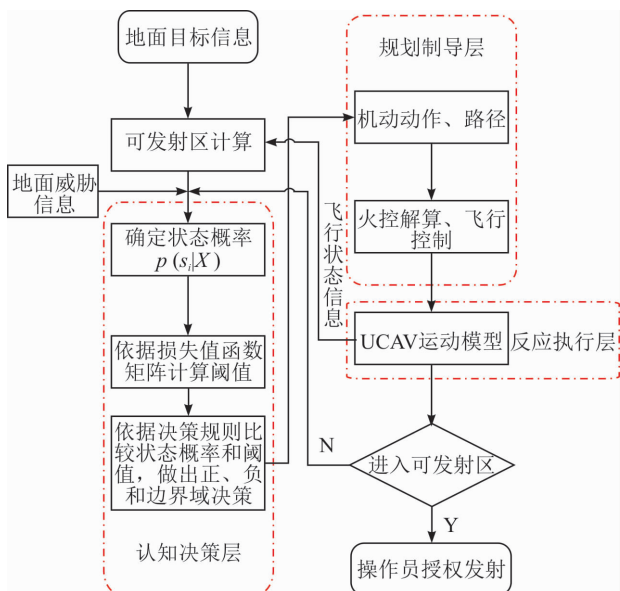 地面目标信息
可发射区计算
地面威胁
信息
确定状态概率
p (sᵢ|X)
依据损失值函数
矩阵计算阈值
依据决策规则比
较状态概率和阈
值，做出正、负
和边界域决策
认知决策层
规划制导层
机动动作、路径
火控解算、飞行
控制
飞行状态信息
UCAV运动模型
反应执行层
进入可发射区
N
Y
操作员授权发射